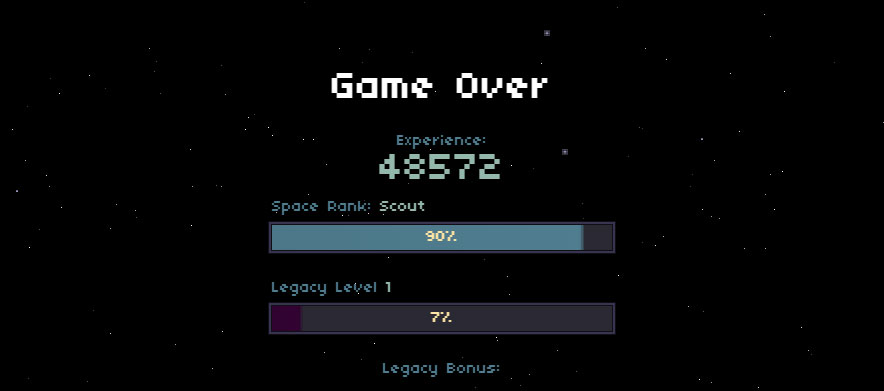 Game Over
Experience:
48572
Space Rank: Scout
90%
Legacy Level 1
7%
Legacy Bonus: